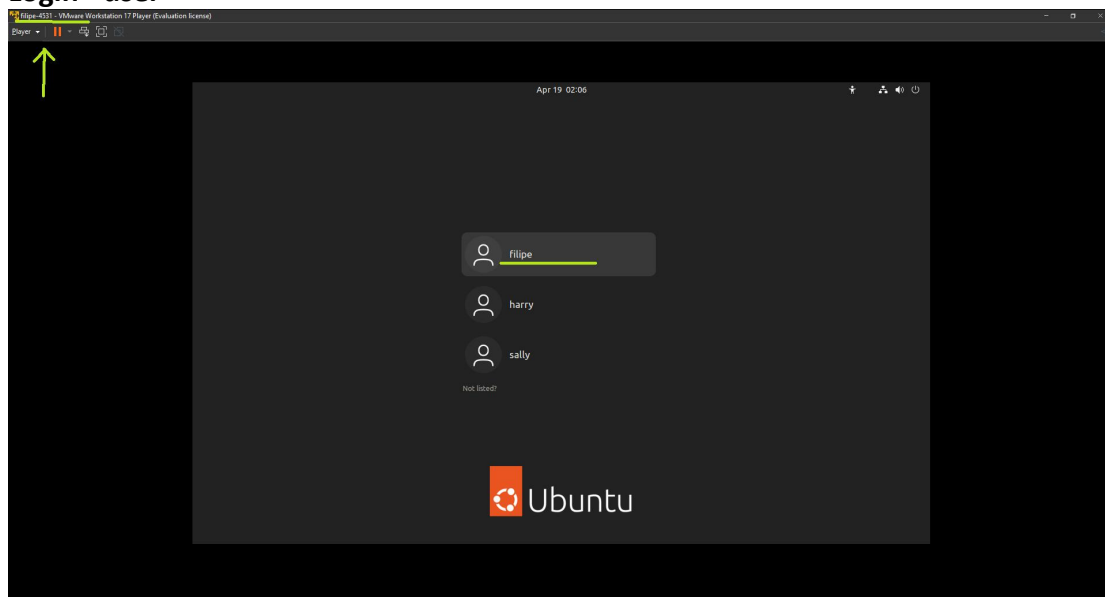 Login - user
filipe-4531 - VMware Workstation 17 Player (Evaluation license)
Player
Apr 19 02:06
filipe
harry
sally
Not listed?
Ubuntu